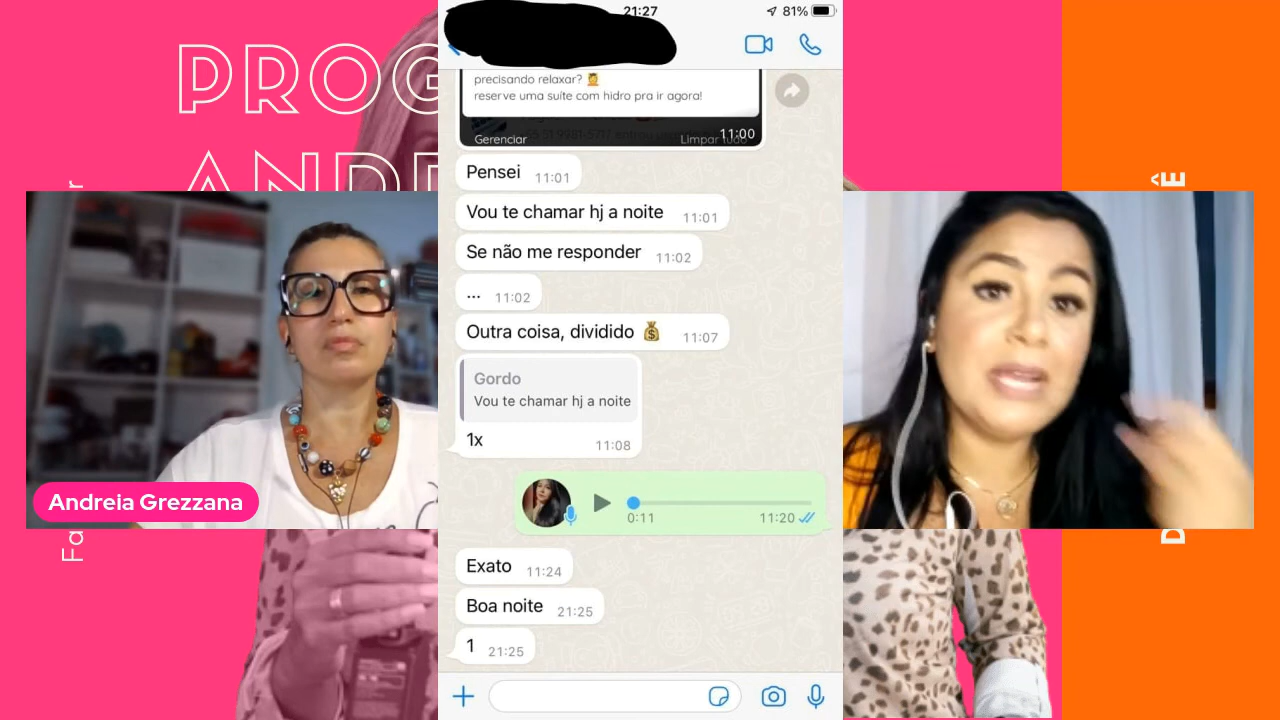 PROG
AND
21:27
81%
precisando relaxar? 💆
reserve uma suíte com hidro pra ir agora!
Gerenciar
Limpar tudo
11:00
Pensei 11:01
Vou te chamar hj a noite 11:01
Se não me responder 11:02
... 11:02
Outra coisa, dividido 💰 11:07
Gordo
Vou te chamar hj a noite
1x 11:08
0:11 11:20
Exato 11:24
Boa noite 21:25
1 21:25
Andreia Grezzana
Fa
r
Ê
D